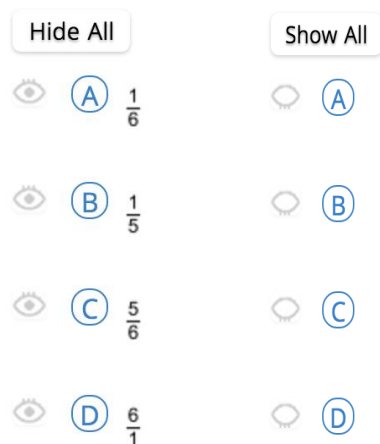 Hide All Show All
A 1/6 A
B 1/5 B
C 5/6 C
D 6/1 D